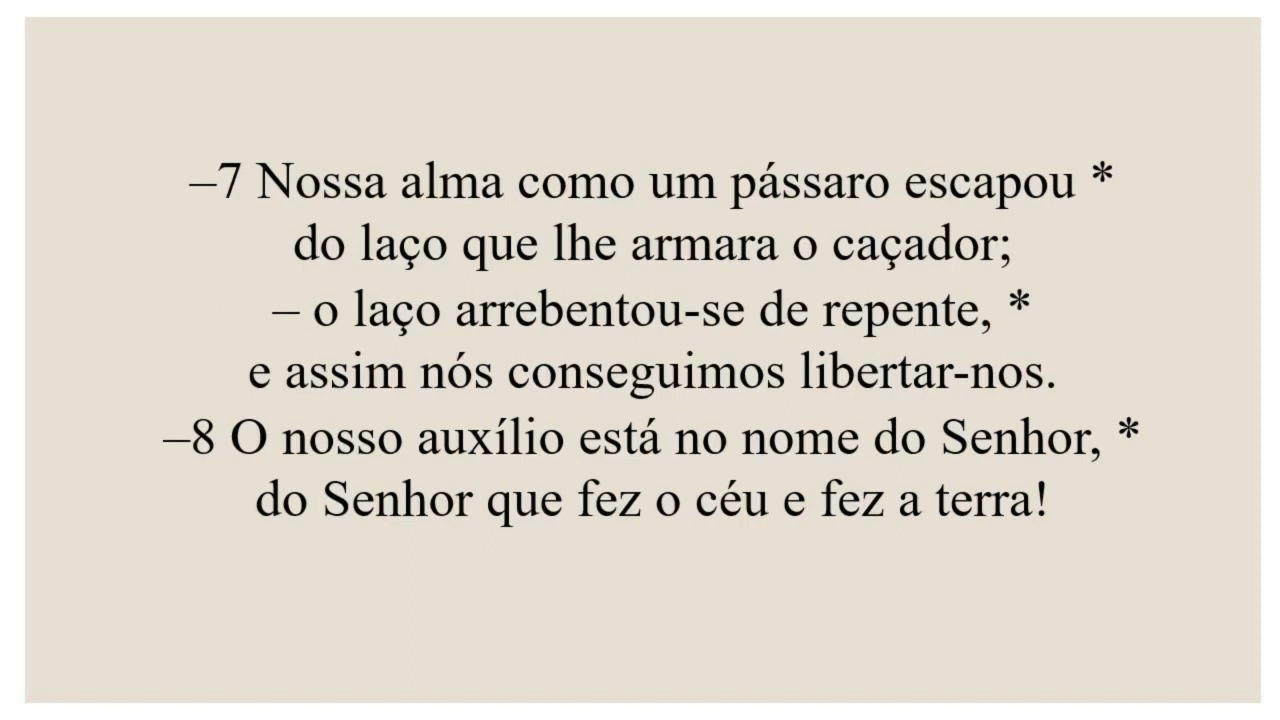 –7 Nossa alma como um pássaro escapou *
do laço que lhe armara o caçador;
– o laço arrebentou-se de repente, *
e assim nós conseguimos libertar-nos.
–8 O nosso auxílio está no nome do Senhor, *
do Senhor que fez o céu e fez a terra!